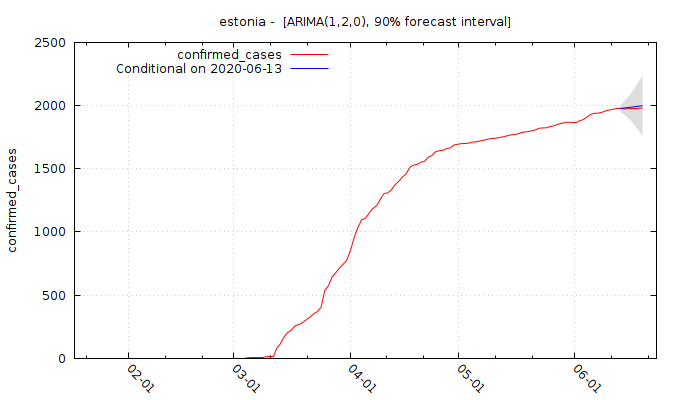 estonia -  [ARIMA(1,2,0), 90% forecast interval]
confirmed_cases
Conditional on 2020-06-13
confirmed_cases
2500
2000
1500
1000
500
0
02-01
03-01
04-01
05-01
06-01